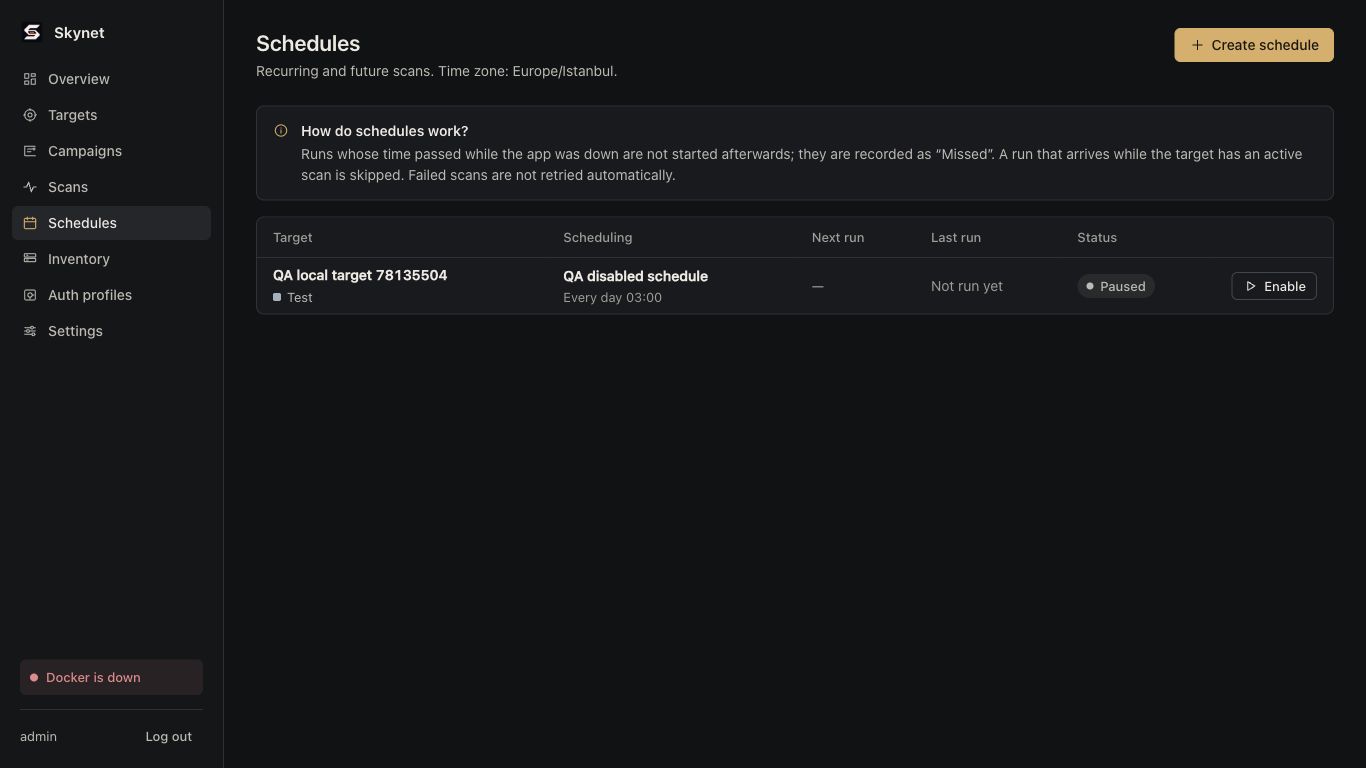 Skynet
Overview
Targets
Campaigns
Scans
Schedules
Inventory
Auth profiles
Settings
Docker is down
admin
Log out
Schedules
Recurring and future scans. Time zone: Europe/Istanbul.
Create schedule
How do schedules work?
Runs whose time passed while the app was down are not started afterwards; they are recorded as “Missed”. A run that arrives while the target has an active
scan is skipped. Failed scans are not retried automatically.
Target Scheduling Next run Last run Status
QA local target 78135504
Test
QA disabled schedule
Every day 03:00
—
Not run yet
Paused
Enable